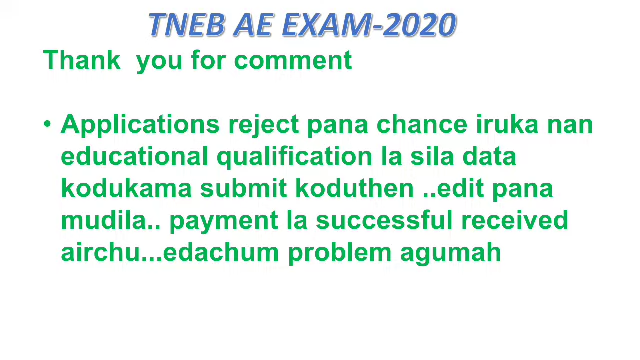 TNEB AE EXAM-2020
Thank you for comment
• Applications reject pana chance iruka nan
educational qualification la sila data
kodukama submit koduthen ..edit pana
mudila.. payment la successful received
airchu...edachum problem agumah